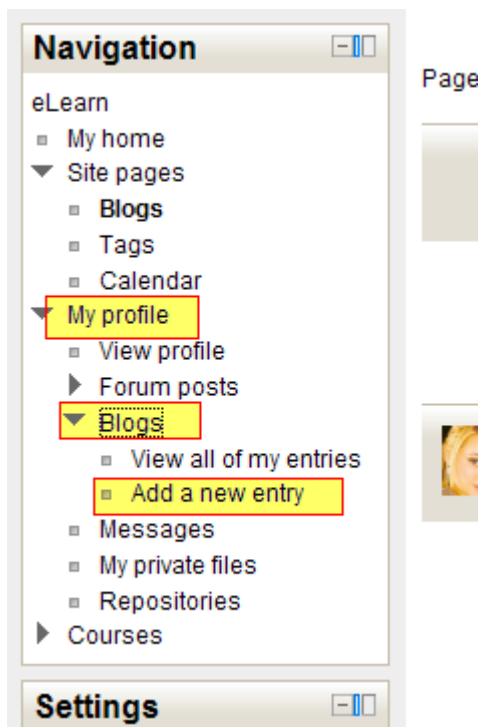 Navigation
Page
eLearn
My home
Site pages
Blogs
Tags
Calendar
My profile
View profile
Forum posts
Blogs
View all of my entries
Add a new entry
Messages
My private files
Repositories
Courses
Settings